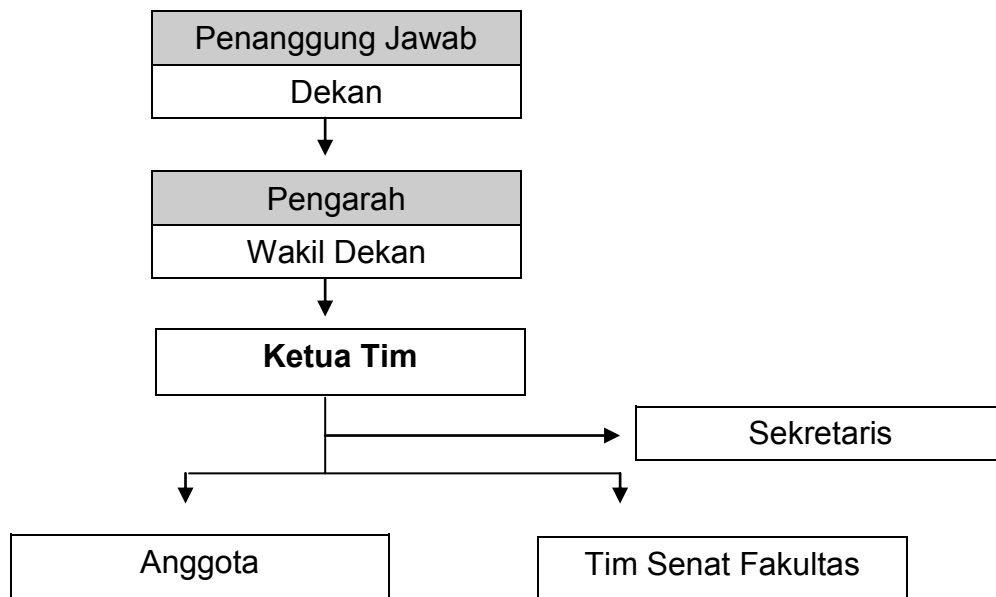 Penanggung Jawab
Dekan
Pengarah
Wakil Dekan
Ketua Tim
Sekretaris
Anggota
Tim Senat Fakultas